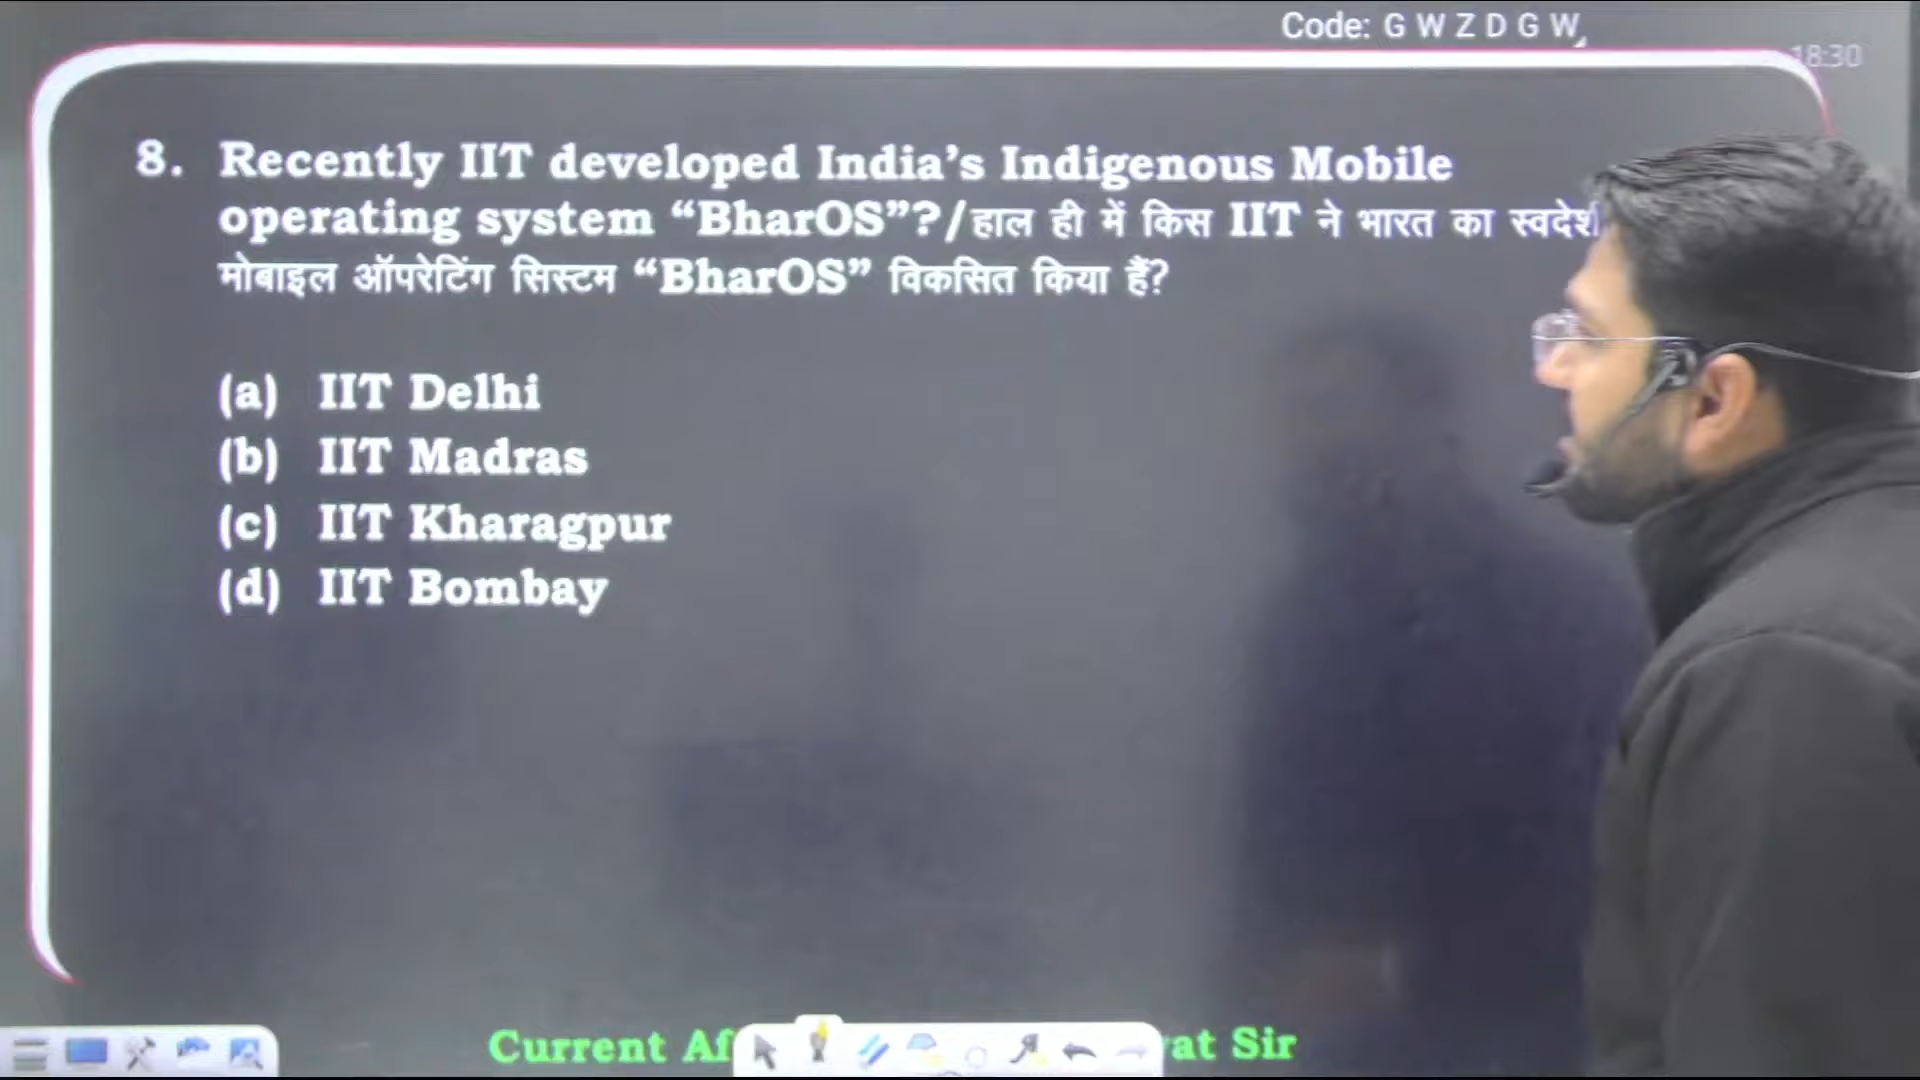 Code: G W Z D G W
18:30
8. Recently IIT developed India's Indigenous Mobile
operating system “BharOS”?/हाल ही में किस IIT ने भारत का स्वदेशी
मोबाइल ऑपरेटिंग सिस्टम “BharOS” विकसित किया हैं?
(a) IIT Delhi
(b) IIT Madras
(c) IIT Kharagpur
(d) IIT Bombay
Current Af
at Sir